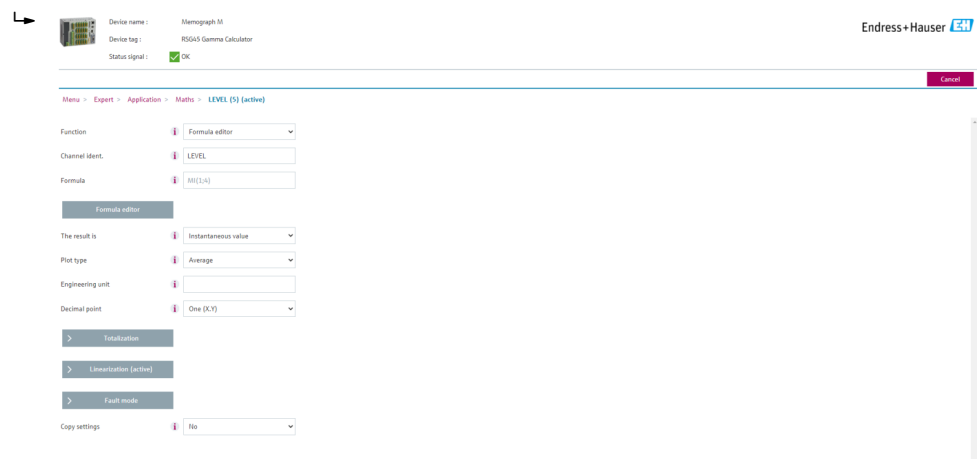 Device name : Memograph M
Device tag : RSG45 Gamma Calculator
Status signal : OK
Endress+Hauser EH
Cancel
Menu > Expert > Application > Maths > LEVEL (5) (active)
Function i Formula editor
Channel ident. i LEVEL
Formula i MI(1;4)
Formula editor
The result is i Instantaneous value
Plot type i Average
Engineering unit i
Decimal point i One (X.Y)
> Totalization
> Linearization (active)
> Fault mode
Copy settings i No